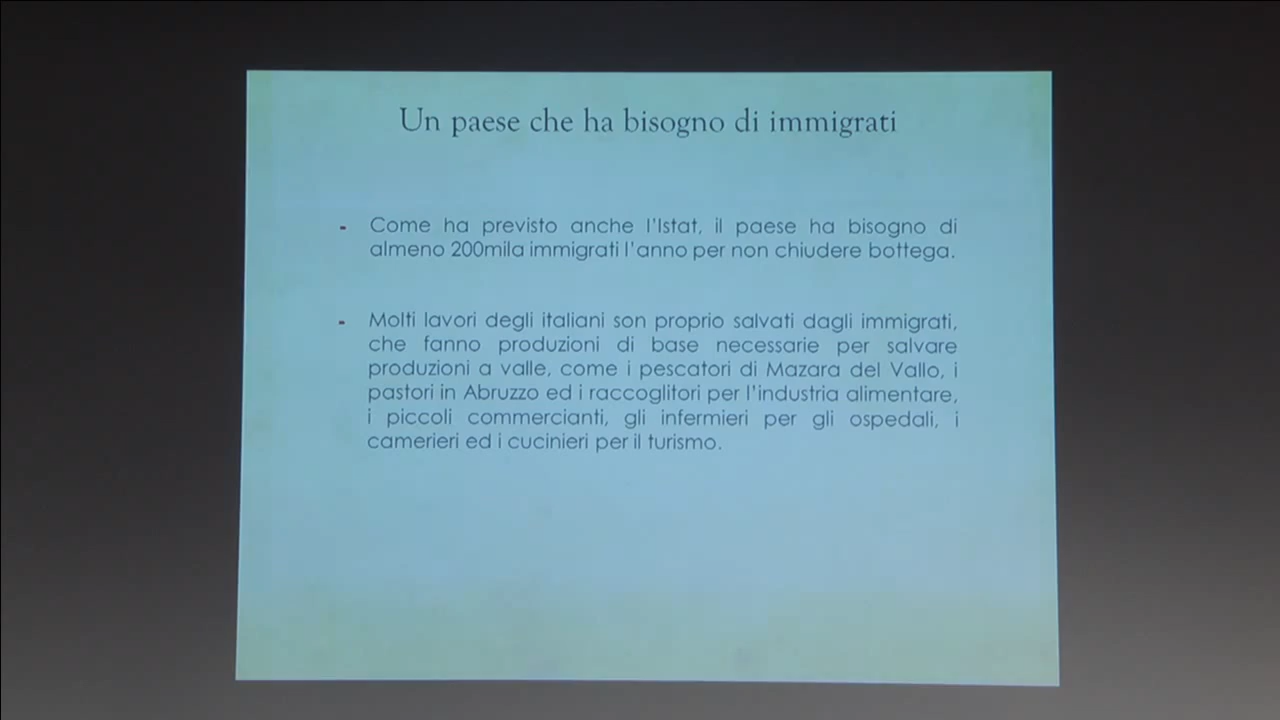 Un paese che ha bisogno di immigrati
- Come ha previsto anche l'Istat, il paese ha bisogno di
almeno 200mila immigrati l'anno per non chiudere bottega.
- Molti lavori degli italiani son proprio salvati dagli immigrati,
che fanno produzioni di base necessarie per salvare
produzioni a valle, come i pescatori di Mazara del Vallo, i
pastori in Abruzzo ed i raccoglitori per l'industria alimentare,
i piccoli commercianti, gli infermieri per gli ospedali, i
camerieri ed i cucinieri per il turismo.